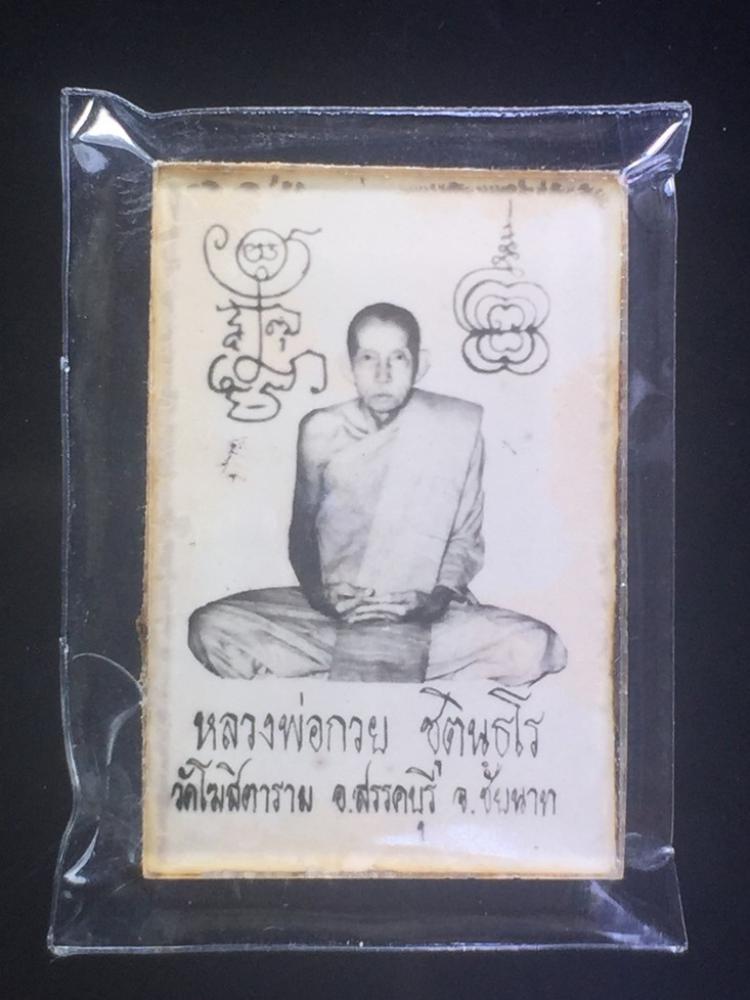 หลวงพ่อกวย ชุตินฺธโร
วัดโฆสิตาราม อ.สรรคบุรี จ.ชัยนาท